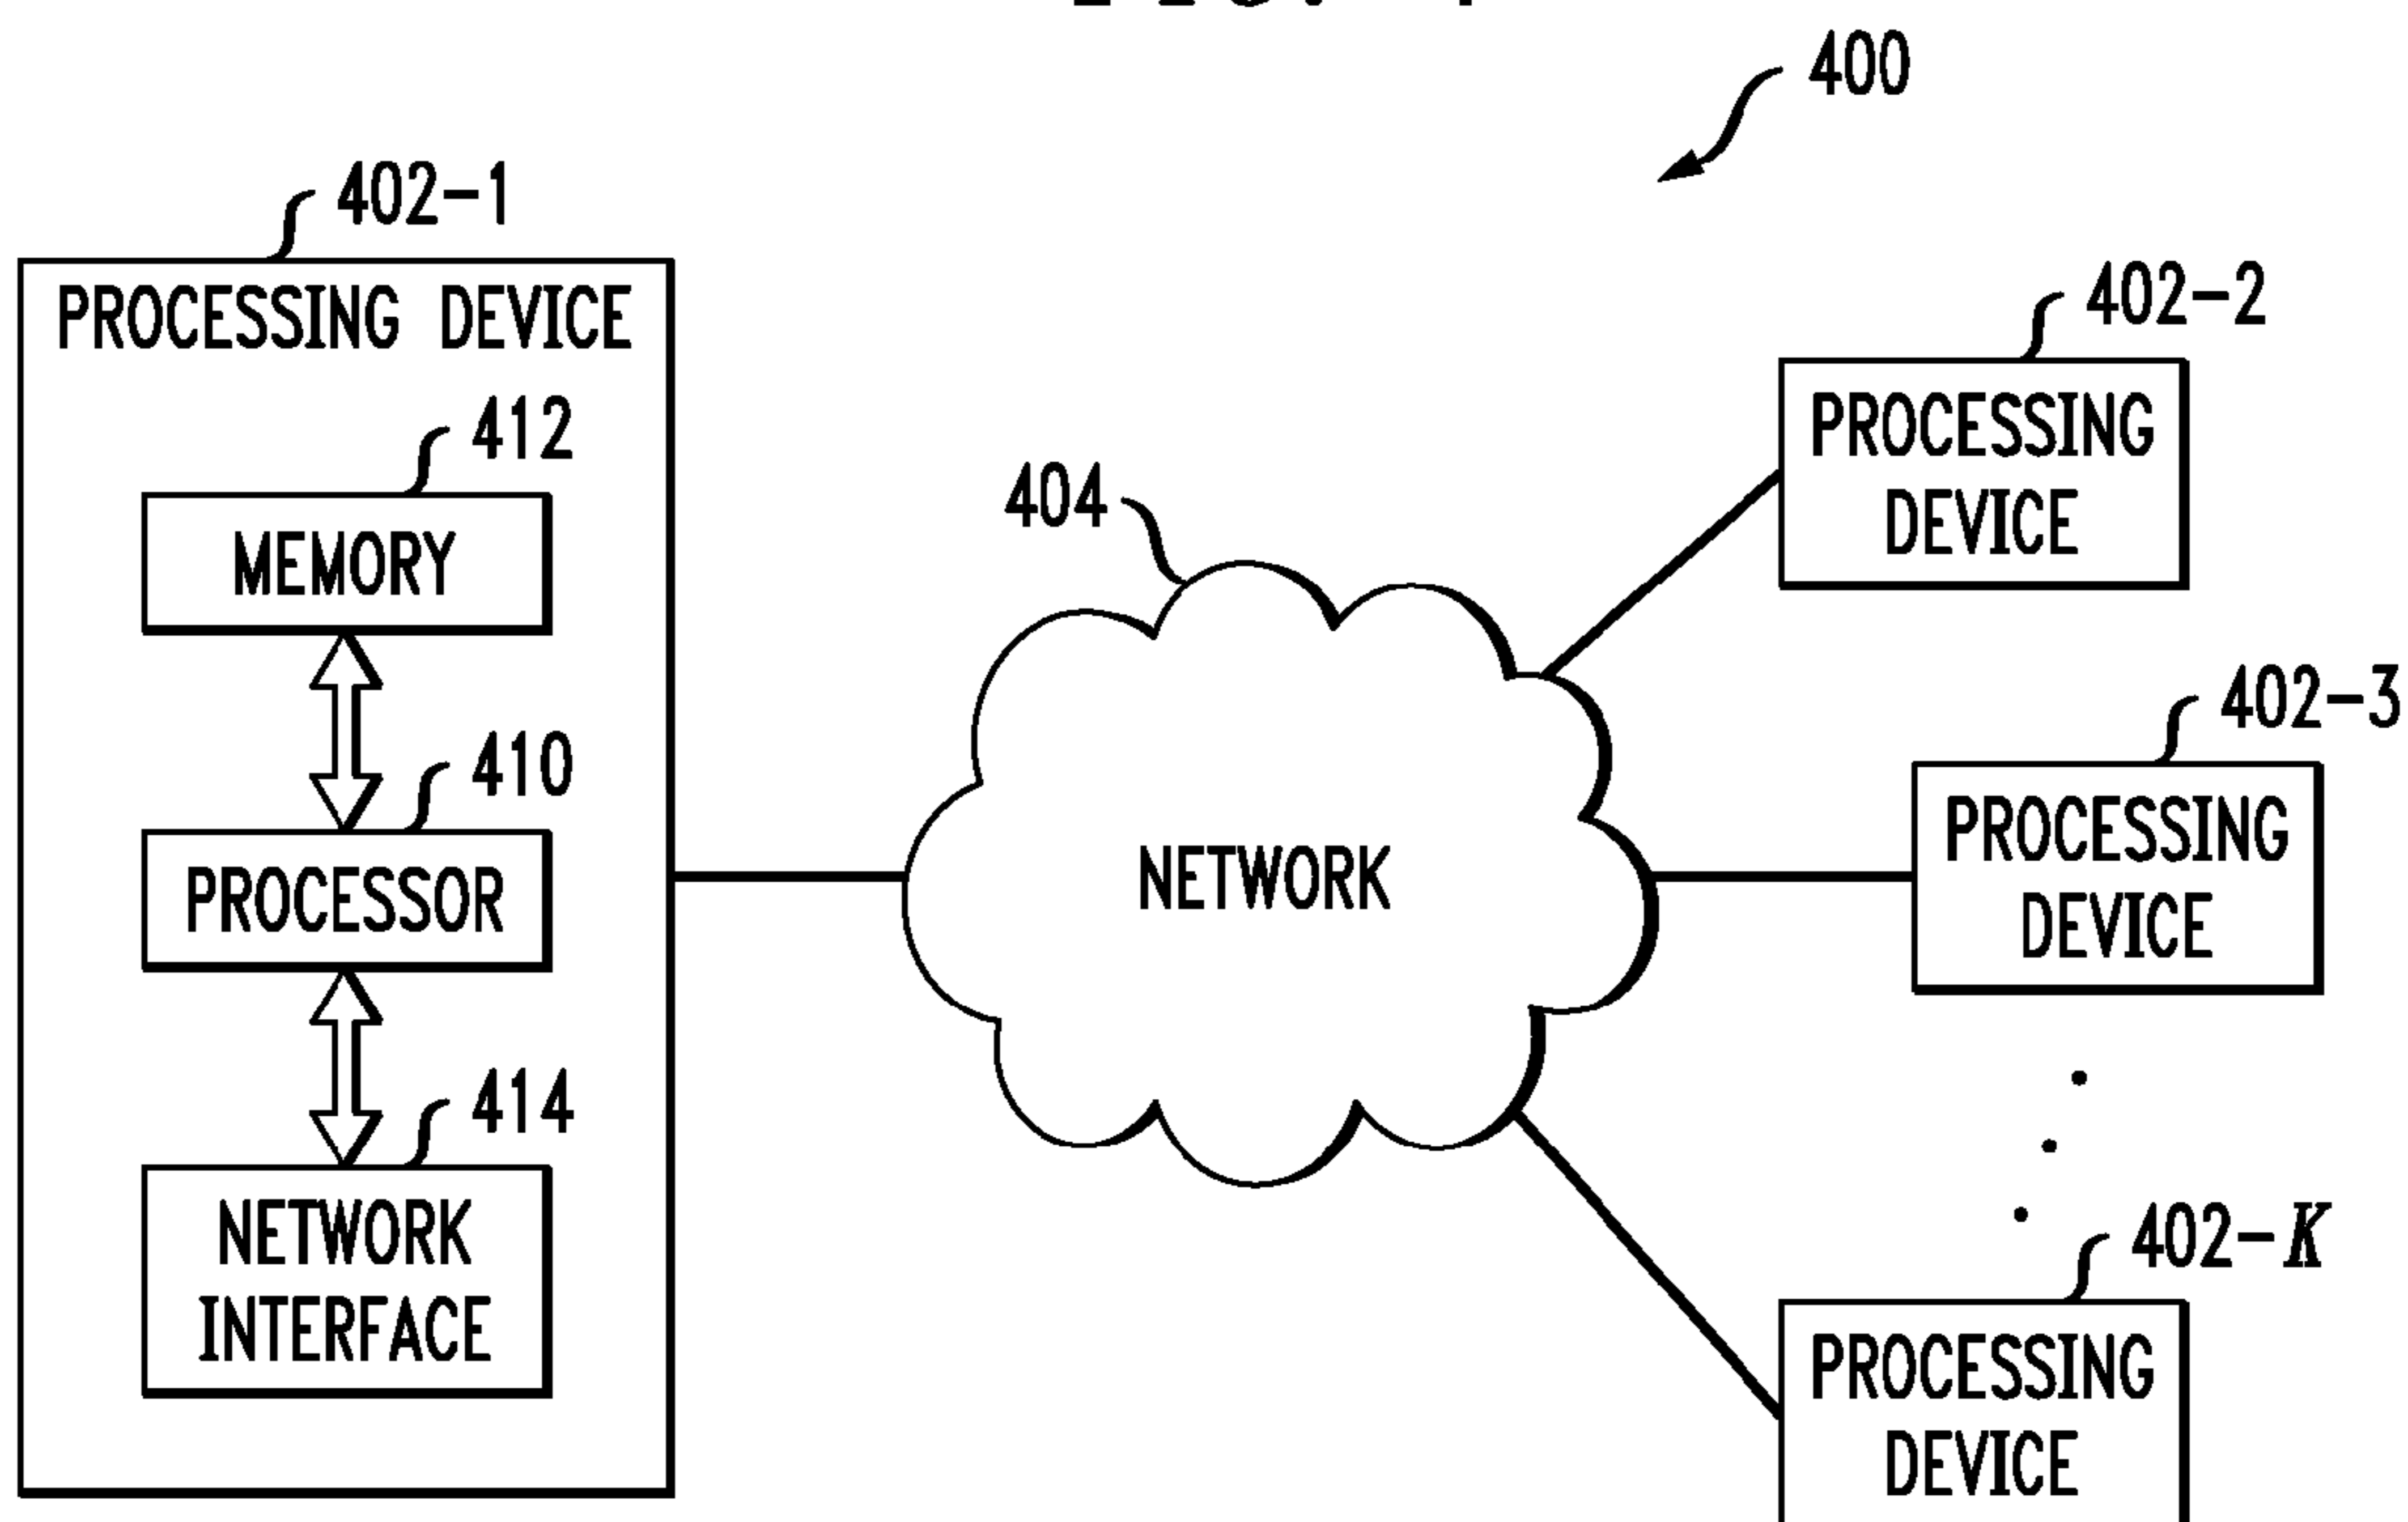 400
402-1
PROCESSING DEVICE
412
MEMORY
410
PROCESSOR
414
NETWORK
INTERFACE
404
NETWORK
402-2
PROCESSING
DEVICE
402-3
PROCESSING
DEVICE
402-K
PROCESSING
DEVICE